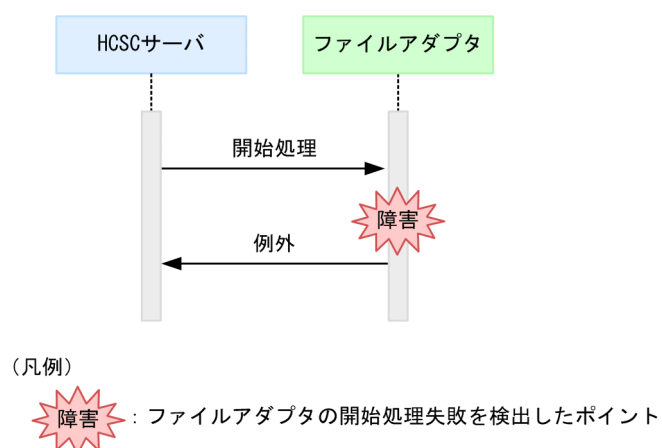 HCSCサーバ
ファイルアダプタ
開始処理
障害
例外
（凡例）
障害 ：ファイルアダプタの開始処理失敗を検出したポイント